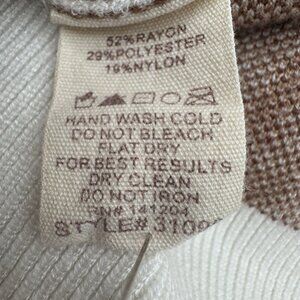 52%RAYON
29%POLYESTER
19%NYLON
HAND WASH COLD
DO NOT BLEACH
FLAT DRY
FOR BEST RESULTS
DRY CLEAN
DO NOT IRON
RN# 141204
STYLE#